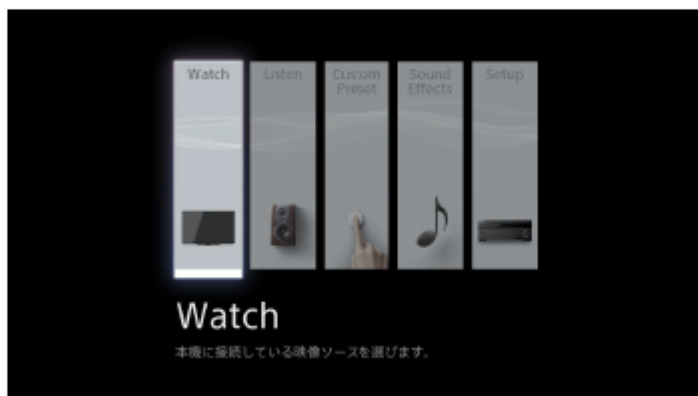 Watch
Listen
Custom
Preset
Sound
Effects
Setup
Watch
本機に接続している映像ソースを選びます。